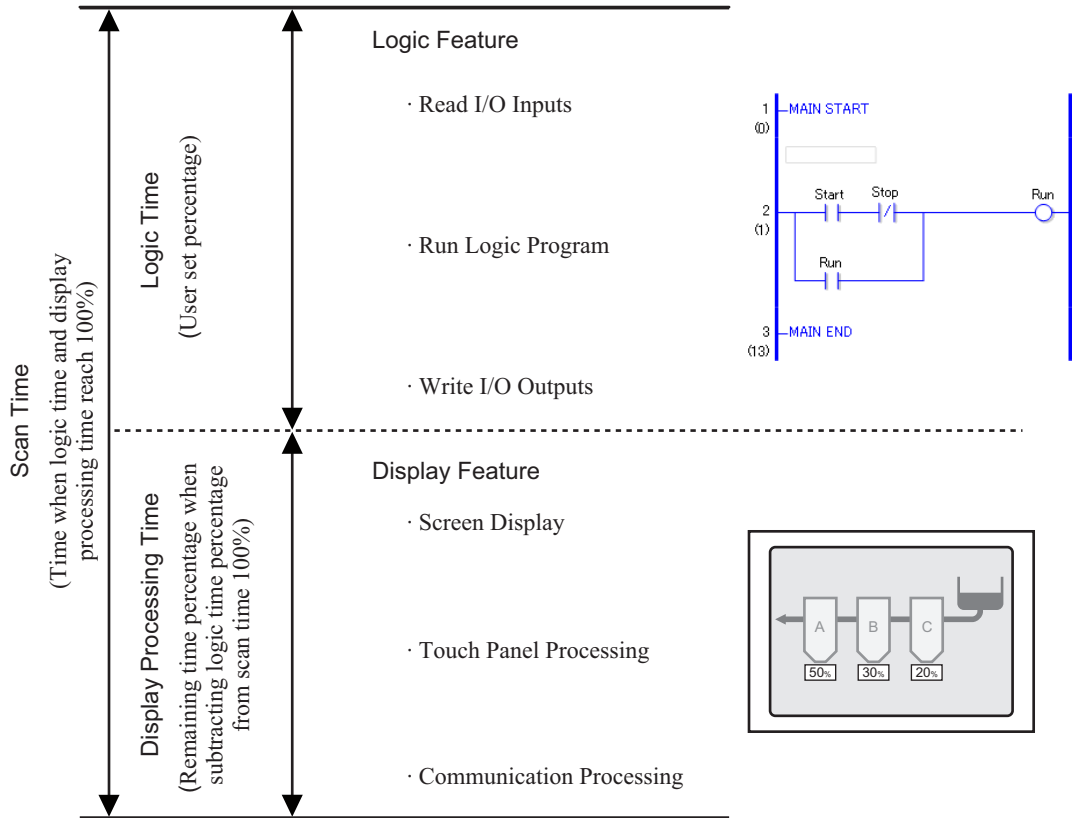 Scan Time
(Time when logic time and display
processing time reach 100%)
Logic Time
(User set percentage)
Logic Feature
· Read I/O Inputs
· Run Logic Program
· Write I/O Outputs
1
(0)
MAIN START
2
(1)
Start
Stop
Run
Run
3
(13)
MAIN END
Display Processing Time
(Remaining time percentage when
subtracting logic time percentage
from scan time 100%)
Display Feature
· Screen Display
· Touch Panel Processing
· Communication Processing
A
B
C
50%
30%
20%